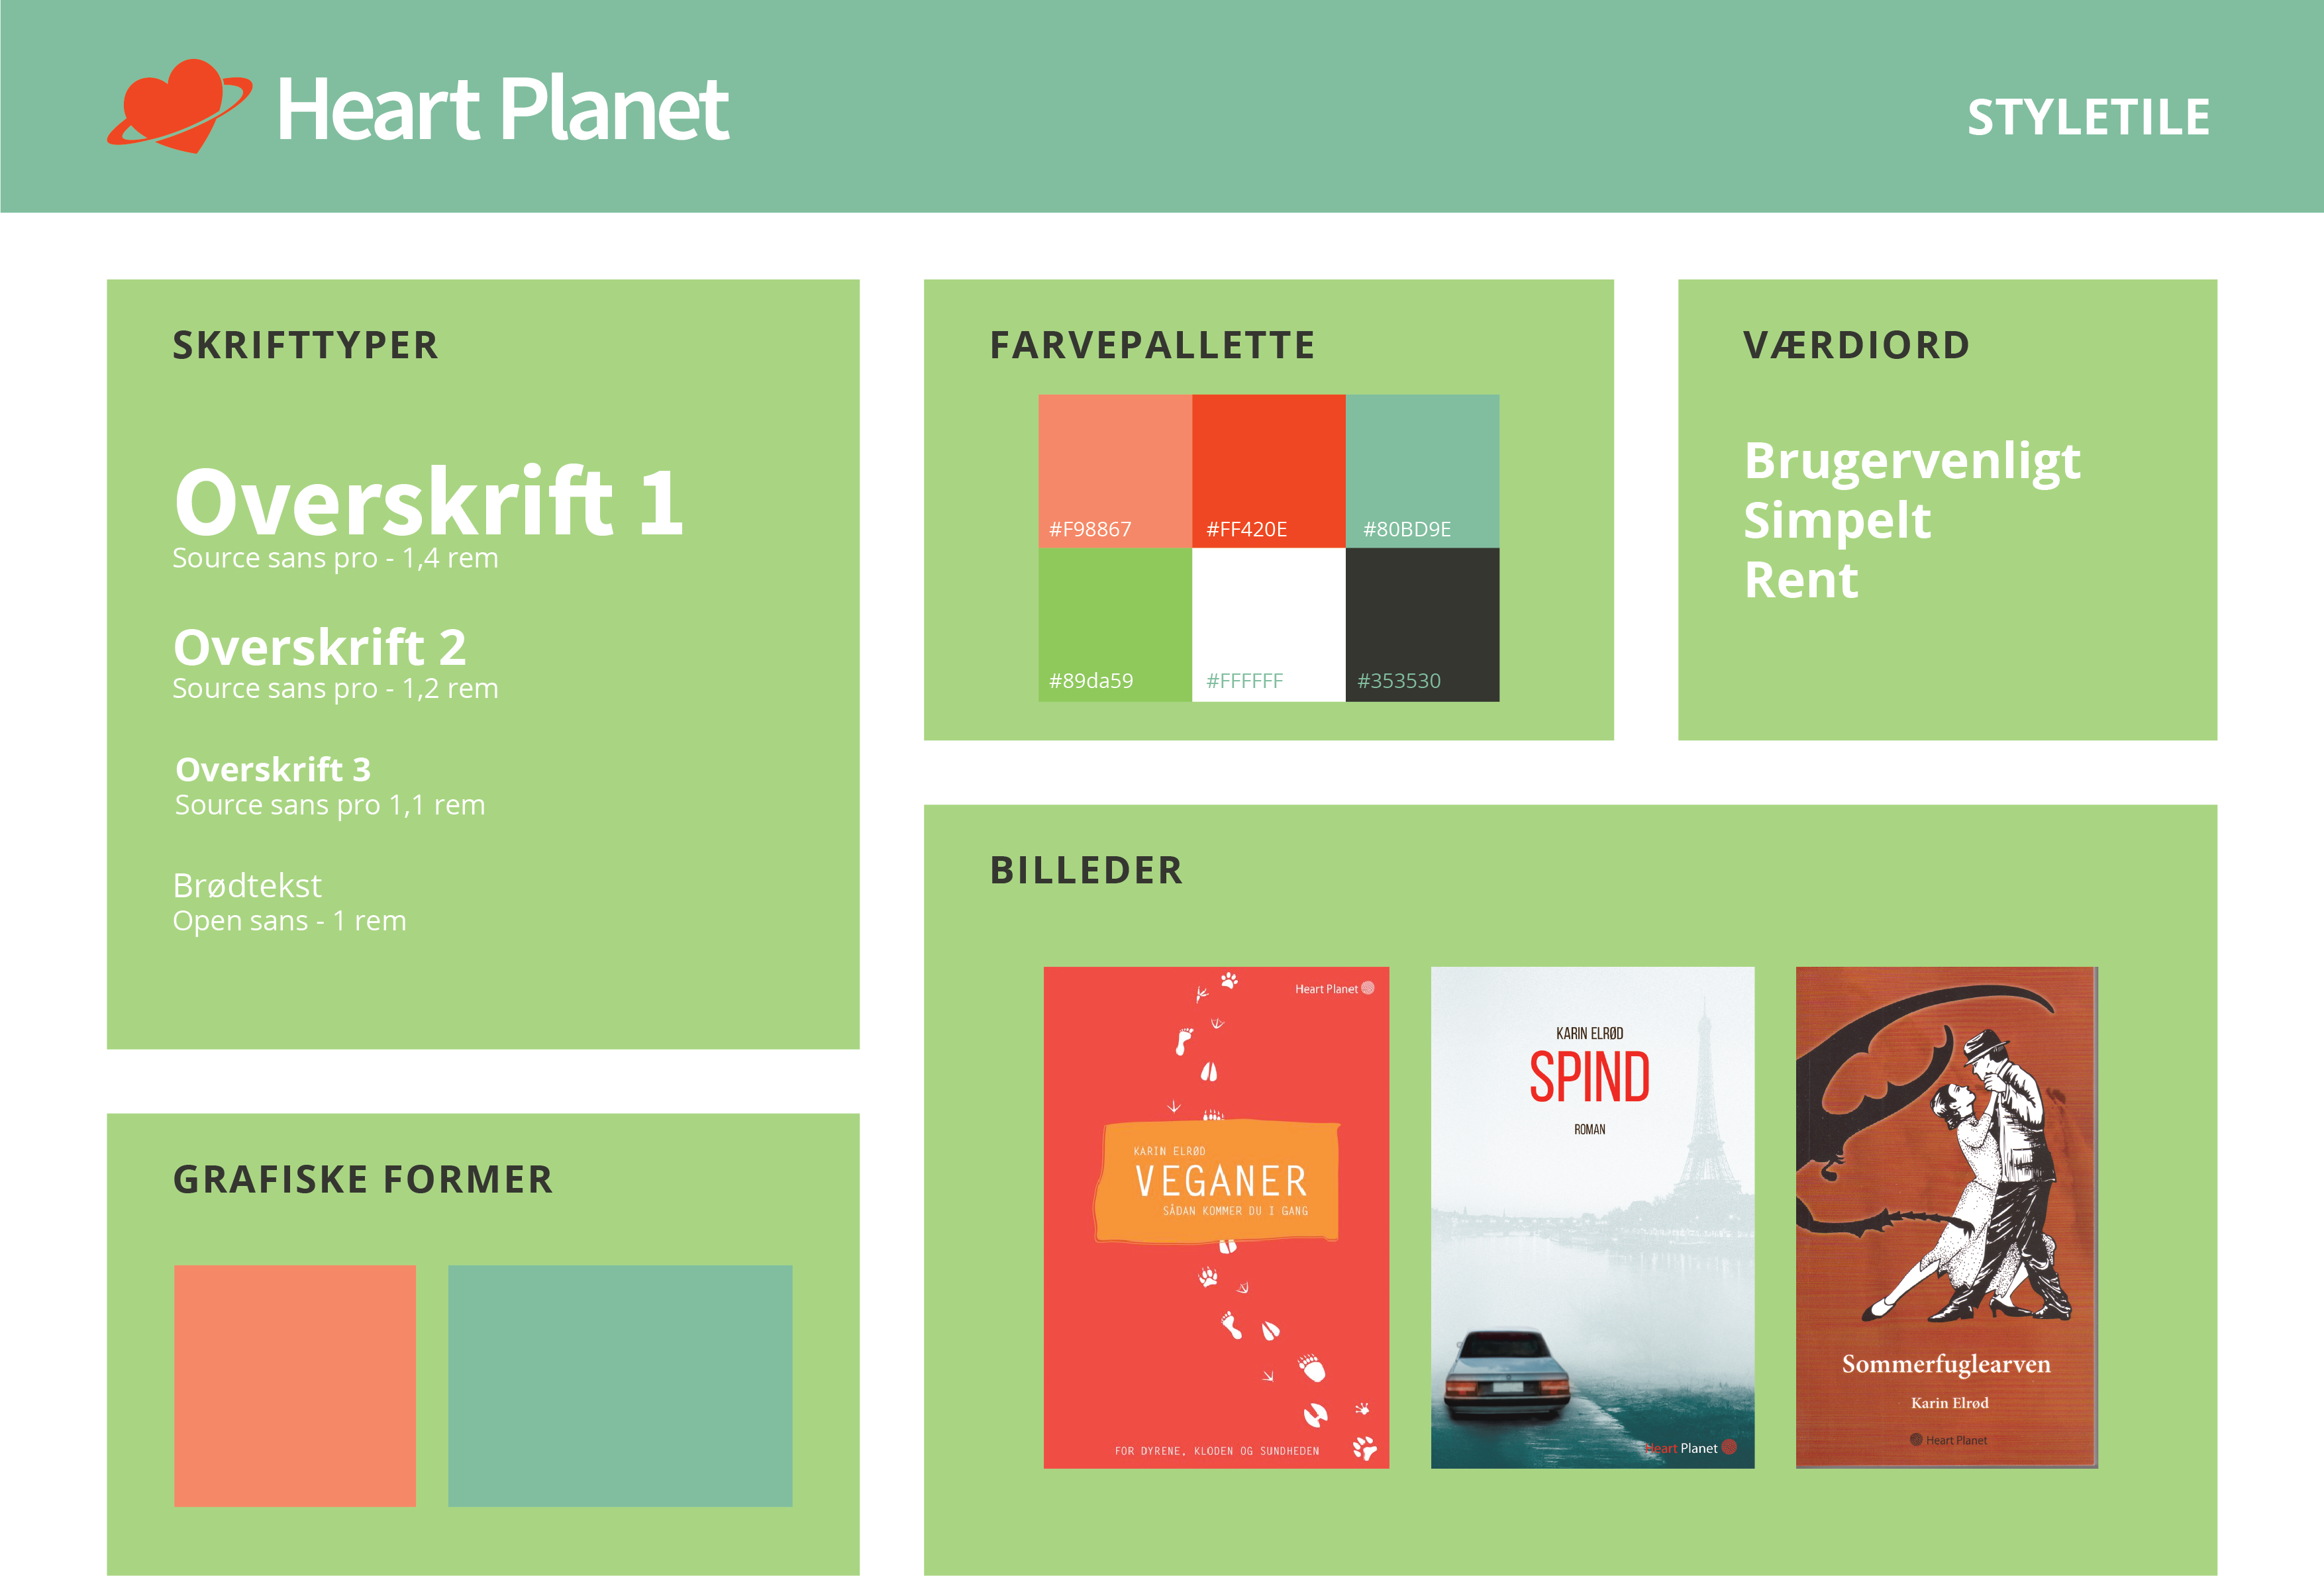 Heart Planet
STYLETILE
SKRIFTTYPER
Overskrift 1
Source sans pro - 1,4 rem
Overskrift 2
Source sans pro - 1,2 rem
Overskrift 3
Source sans pro 1,1 rem
Brødtekst
Open sans - 1 rem
FARVEPALLETTE
#F98867
#FF420E
#80BD9E
#89da59
#FFFFFF
#353530
VÆRDIORD
Brugervenligt
Simpelt
Rent
GRAFISKE FORMER
BILLEDER
Heart Planet
KARIN ELRØD
VEGANER
SÅDAN KOMMER DU I GANG
FOR DYRENE, KLODEN OG SUNDHEDEN
KARIN ELRØD
SPIND
ROMAN
Heart Planet
Sommerfuglearven
Karin Elrød
Heart Planet